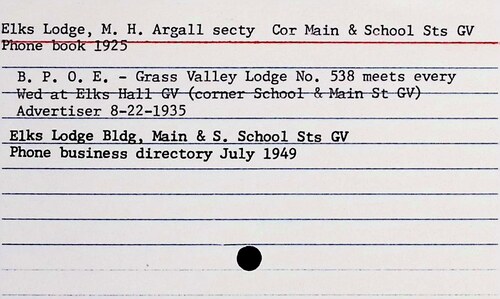 Elks Lodge, M. H. Argall secty Cor Main & School Sts GV
Phone book 1925
B. P. O. E. - Grass Valley Lodge No. 538 meets every
Wed at Elks Hall GV (corner School & Main St GV)
Advertiser 8-22-1935
Elks Lodge Bldg, Main & S. School Sts GV
Phone business directory July 1949